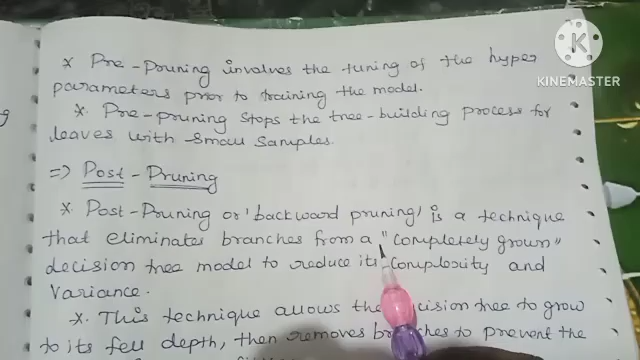 * Pre-Pruning involves the tuning of the hyper
parameters prior to training the model.
* Pre-pruning stops the tree-building process for
leaves with small samples.
=> Post-Pruning
* Post-Pruning or 'backward pruning' is a technique
that eliminates branches from a "completely grown"
decision tree model to reduce its complexity and
variance.
*. This technique allows the decision tree to grow
to its fell depth, then removes branches to prevent the
K
KINEMASTER